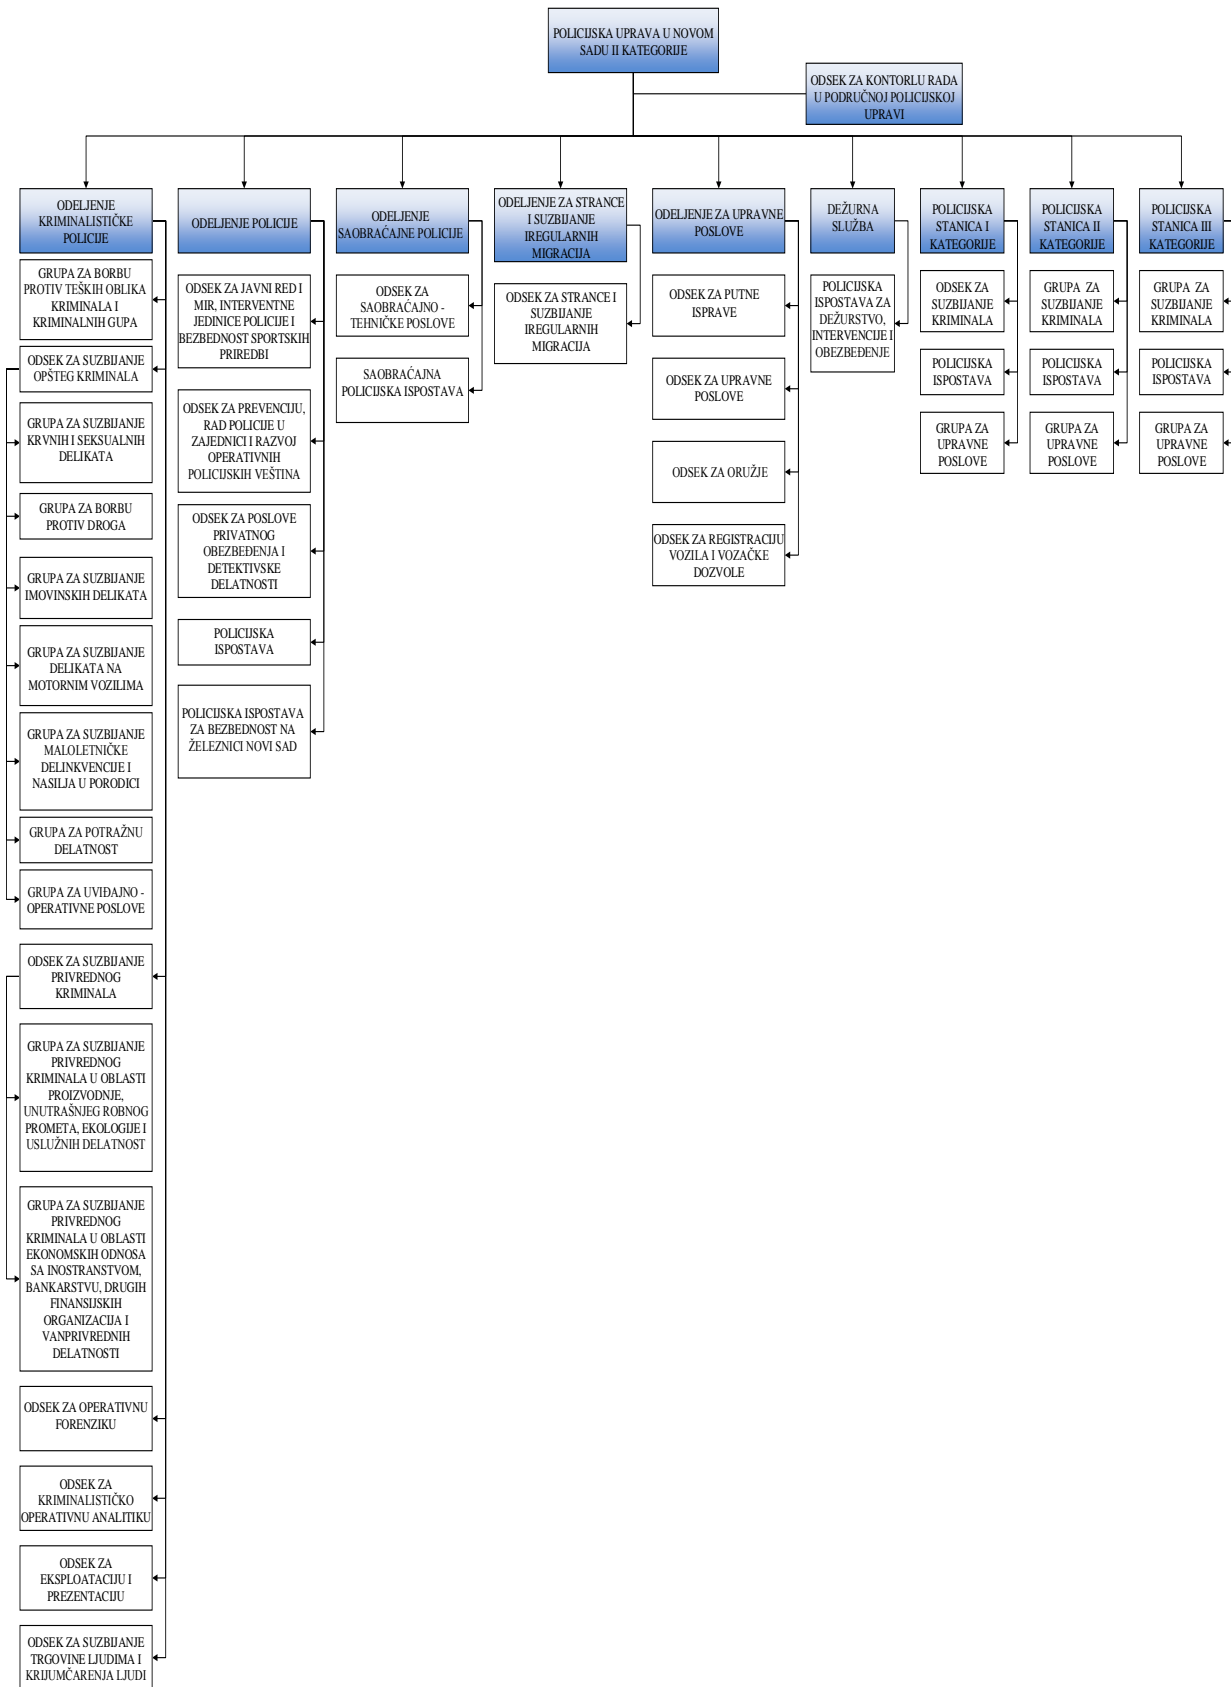 POLICIJSKA UPRAVA U NOVOM
SADU II KATEGORIJE
ODSEK ZA KONTORLU RADA
U PODRUČNOJ POLICIJSKOJ
UPRAVI
ODELJENJE
KRIMINALISTIČKE
POLICIJE
GRUPA ZA BORBU
PROTIV TEŠKIH OBLIKA
KRIMINALA I
KRIMINALNIH GUPA
ODSEK ZA SUZBIJANJE
OPŠTEG KRIMINALA
GRUPA ZA SUZBIJANJE
KRVNIH I SEKSUALNIH
DELIKATA
GRUPA ZA BORBU
PROTIV DROGA
GRUPA ZA SUZBIJANJE
IMOVINSKIH DELIKATA
GRUPA ZA SUZBIJANJE
DELIKATA NA
MOTORNIM VOZILIMA
GRUPA ZA SUZBIJANJE
MALOLETNIČKE
DELINKVENCIJE I
NASILJA U PORODICI
GRUPA ZA POTRAŽNU
DELATNOST
GRUPA ZA UVIĐAJNO -
OPERATIVNE POSLOVE
ODSEK ZA SUZBIJANJE
PRIVREDNOG
KRIMINALA
GRUPA ZA SUZBIJANJE
PRIVREDNOG
KRIMINALA U OBLASTI
PROIZVODNJE,
UNUTRAŠNJEG ROBNOG
PROMETA, EKOLOGIJE I
USLUŽNIH DELATNOST
GRUPA ZA SUZBIJANJE
PRIVREDNOG
KRIMINALA U OBLASTI
EKONOMSKIH ODNOSA
SA INOSTRANSTVOM,
BANKARSTVU, DRUGIH
FINANSIJSKIH
ORGANIZACIJA I
VANPRIVREDNIH
DELATNOSTI
ODSEK ZA OPERATIVNU
FORENZIKU
ODSEK ZA
KRIMINALISTIČKO
OPERATIVNU ANALITIKU
ODSEK ZA
EKSPLOATACIJU I
PREZENTACIJU
ODSEK ZA SUZBIJANJE
TRGOVINE LJUDIMA I
KRIJUMČARENJA LJUDI
ODELJENJE POLICIJE
ODSEK ZA JAVNI RED I
MIR, INTERVENTNE
JEDINICE POLICIJE I
BEZBEDNOST SPORTSKIH
PRIREDBI
ODSEK ZA PREVENCIJU,
RAD POLICIJE U
ZAJEDNICI I RAZVOJ
OPERATIVNIH
POLICIJSKIH VEŠTINA
ODSEK ZA POSLOVE
PRIVATNOG
OBEZBEĐENJA I
DETEKTIVSKE
DELATNOSTI
POLICIJSKA
ISPOSTAVA
POLICIJSKA ISPOSTAVA
ZA BEZBEDNOST NA
ŽELEZNICI NOVI SAD
ODELJENJE
SAOBRAĆAJNE POLICIJE
ODSEK ZA
SAOBRAĆAJNO -
TEHNIČKE POSLOVE
SAOBRAĆAJNA
POLICIJSKA ISPOSTAVA
ODELJENJE ZA STRANCE
I SUZBIJANJE
IREGULARNIH
MIGRACIJA
ODSEK ZA STRANCE I
SUZBIJANJE
IREGULARNIH
MIGRACIJA
ODELJENJE ZA UPRAVNE
POSLOVE
ODSEK ZA PUTNE
ISPRAVE
ODSEK ZA UPRAVNE
POSLOVE
ODSEK ZA ORUŽJE
ODSEK ZA REGISTRACIJU
VOZILA I VOZAČKE
DOZVOLE
DEŽURNA
SLUŽBA
POLICIJSKA
ISPOSTAVA ZA
DEŽURSTVO,
INTERVENCIJE I
OBEZBEĐENJE
POLICIJSKA
STANICA I
KATEGORIJE
ODSEK ZA
SUZBIJANJE
KRIMINALA
POLICIJSKA
ISPOSTAVA
GRUPA ZA
UPRAVNE
POSLOVE
POLICIJSKA
STANICA II
KATEGORIJE
GRUPA ZA
SUZBIJANJE
KRIMINALA
POLICIJSKA
ISPOSTAVA
GRUPA ZA
UPRAVNE
POSLOVE
POLICIJSKA
STANICA III
KATEGORIJE
GRUPA ZA
SUZBIJANJE
KRIMINALA
POLICIJSKA
ISPOSTAVA
GRUPA ZA
UPRAVNE
POSLOVE